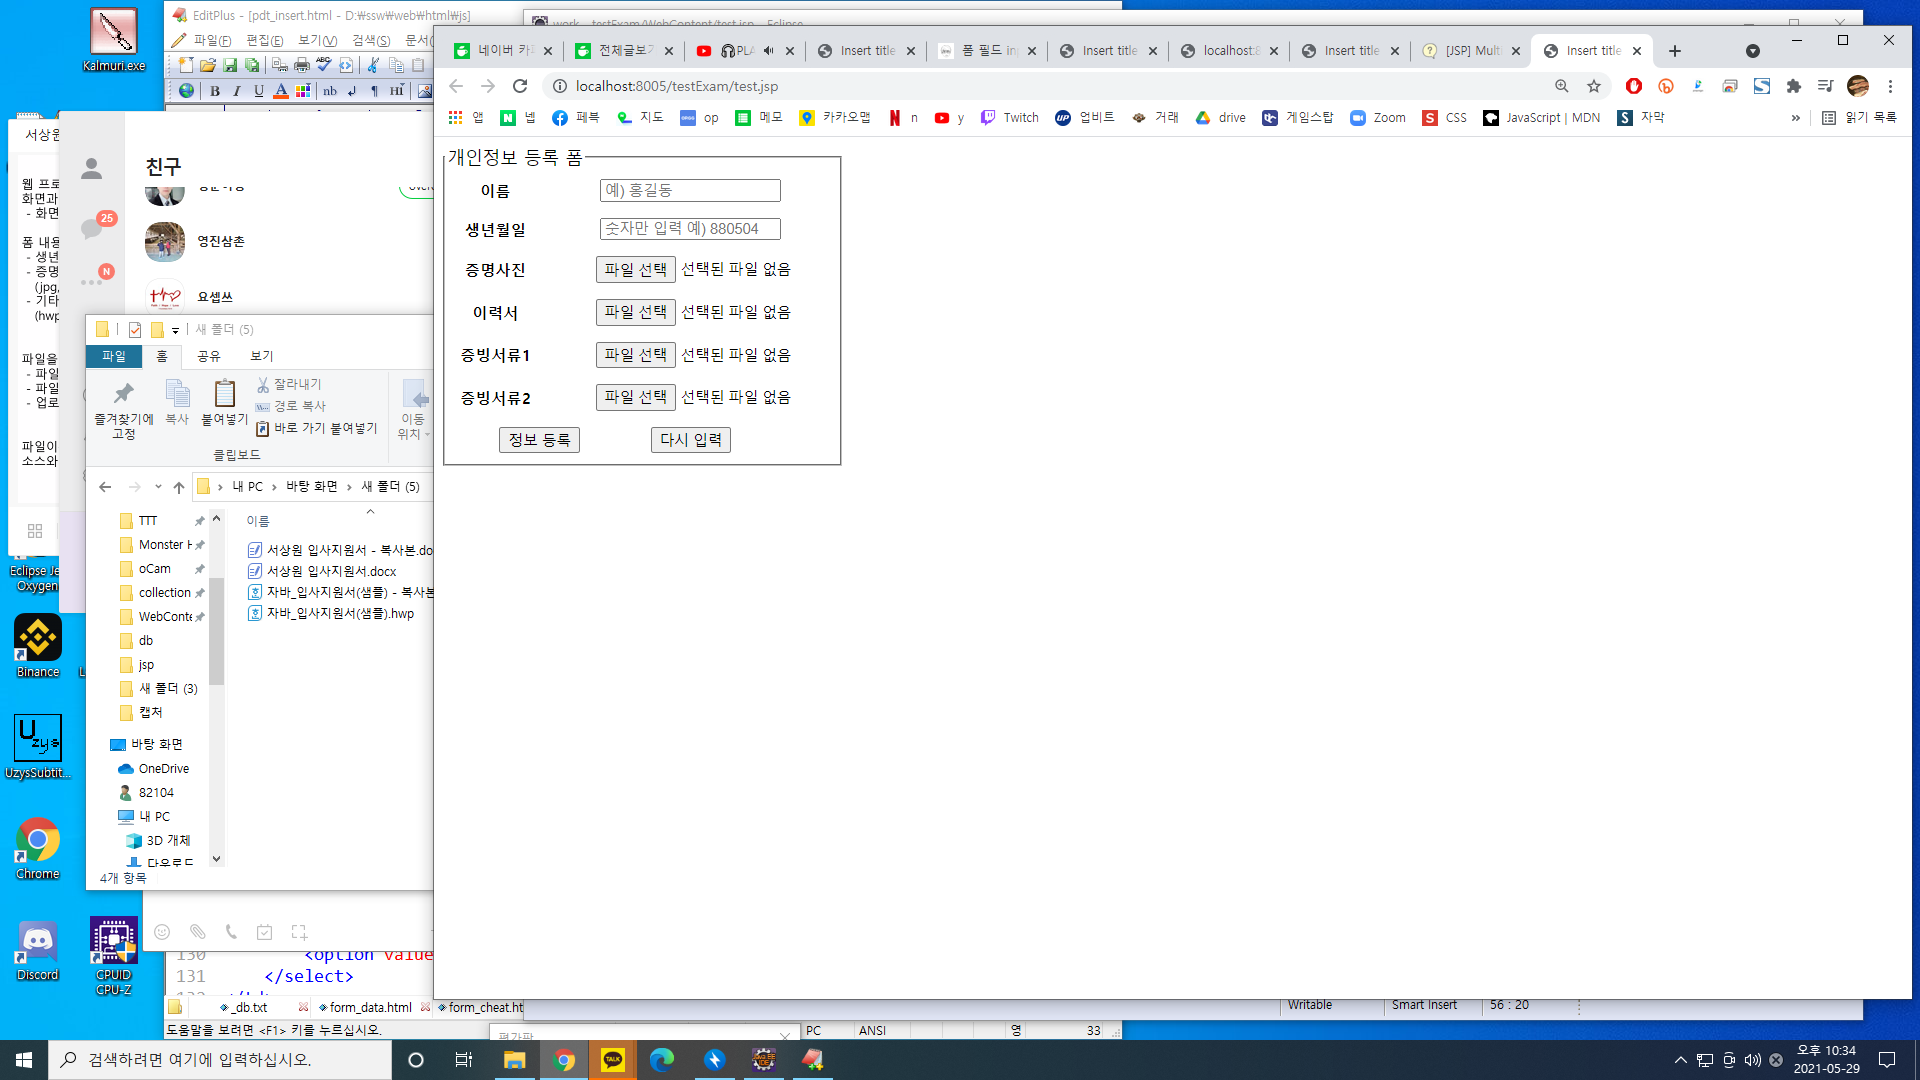 Kalmuri.exe
EditPlus - [pdt_insert.html - D:₩ssw₩web₩html₩js]
파일(F) 편집(E) 보기(V) 검색(S)
work - testExam/WebContent/test.jsp - Eclipse
전체글보기
Insert title
폼 필드
Insert title
Insert title
[JSP] Mult
Insert title
localhost:8005/testExam/test.jsp
앱
넵
페북
지도
op
메모
카카오맵
n
y
Twitch
업비트
거래
drive
게임스탑
Zoom
CSS
JavaScript | MDN
자막
»
읽기 목록
개인정보 등록 폼
이름 예) 홍길동
생년월일 숫자만 입력 예) 880504
증명사진 파일 선택 선택된 파일 없음
이력서 파일 선택 선택된 파일 없음
증빙서류1 파일 선택 선택된 파일 없음
증빙서류2 파일 선택 선택된 파일 없음
정보 등록 다시 입력
친구
25
영진삼촌
N
요셉쓰
웹 프로
화면과
- 화면
폼 내용
- 생년
- 증명
(jpg,
- 기타
(hwp
파일을
- 파일
- 파일
- 업로
파일이
소스와
새 폴더 (5)
파일 홈 공유 보기
즐겨찾기에 고정
복사
붙여넣기
잘라내기
경로 복사
바로 가기 붙여넣기
이동 위치
클립보드
내 PC › 바탕 화면 › 새 폴더 (5)
이름
TTT
Monster H
oCam
collection
WebConte
db
jsp
새 폴더 (3)
캡처
바탕 화면
OneDrive
82104
내 PC
3D 개체
다운로드
서상원 입사지원서 - 복사본.do
서상원 입사지원서.docx
자바_입사지원서(샘플) - 복사본
자바_입사지원서(샘플).hwp
4개 항목
Eclipse Je
Oxygen
Binance
UzysSubtit...
Chrome
Discord
CPUID
CPU-Z
130 <option value
131 </select>
_db.txt
form_data.html
form_cheat.ht
도움말을 보려면 <F1> 키를 누르십시오.
PC
ANSI
영
33
Writable
Smart Insert
56 : 20
검색하려면 여기에 입력하십시오.
TALK
오후 10:34
2021-05-29